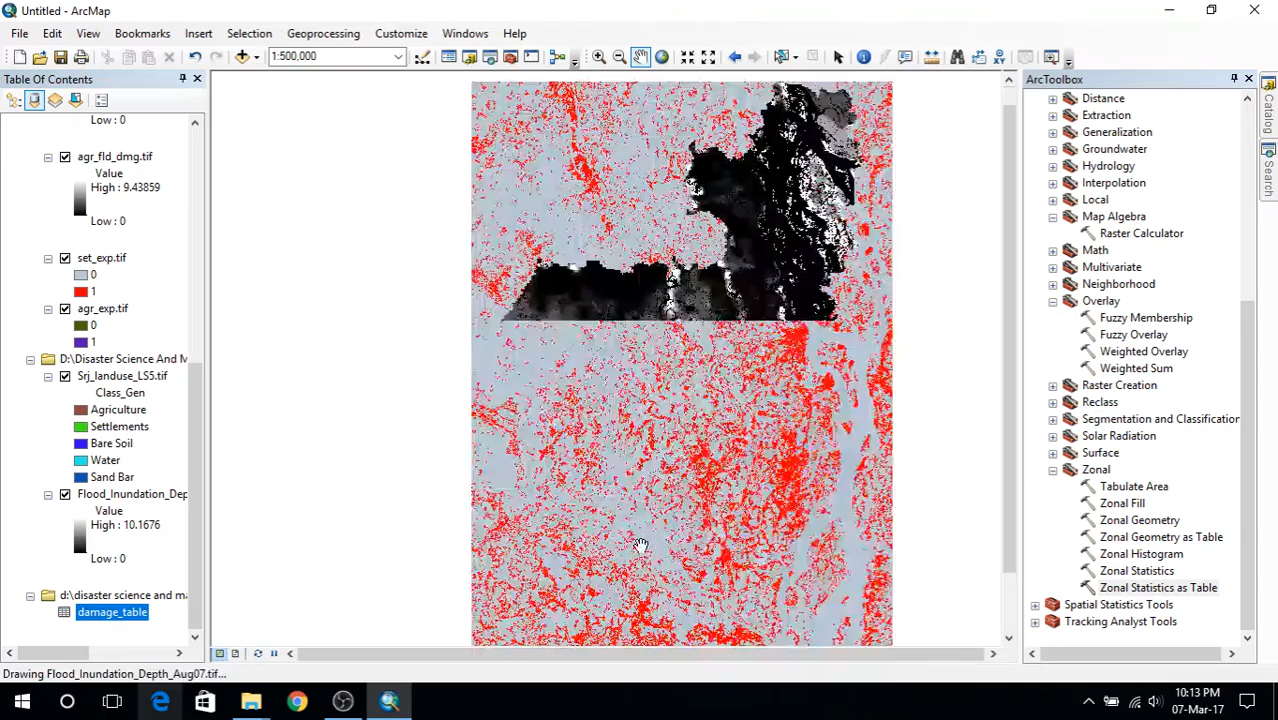 Untitled - ArcMap
File Edit View Bookmarks Insert Selection Geoprocessing Customize Windows Help
1:500,000
Table Of Contents
Low : 0
agr_fld_dmg.tif
Value
High : 9.43859
Low : 0
set_exp.tif
0
1
agr_exp.tif
0
1
D:\Disaster Science And M
Srj_landuse_LS5.tif
Class_Gen
Agriculture
Settlements
Bare Soil
Water
Sand Bar
Flood_Inundation_Dep
Value
High : 10.1676
Low : 0
d:\disaster science and ma
damage_table
ArcToolbox
Distance
Extraction
Generalization
Groundwater
Hydrology
Interpolation
Local
Map Algebra
Raster Calculator
Math
Multivariate
Neighborhood
Overlay
Fuzzy Membership
Fuzzy Overlay
Weighted Overlay
Weighted Sum
Raster Creation
Reclass
Segmentation and Classification
Solar Radiation
Surface
Zonal
Tabulate Area
Zonal Fill
Zonal Geometry
Zonal Geometry as Table
Zonal Histogram
Zonal Statistics
Zonal Statistics as Table
Spatial Statistics Tools
Tracking Analyst Tools
Catalog
Search
Drawing Flood_Inundation_Depth_Aug07.tif...
10:13 PM
07-Mar-17